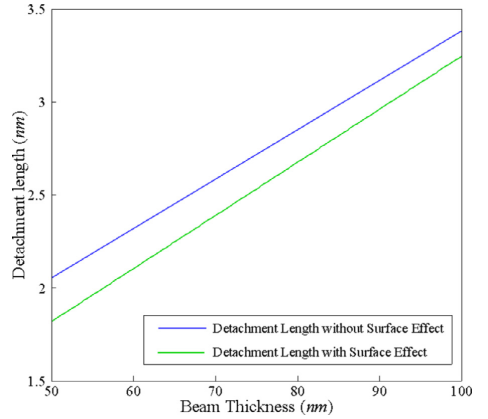 3.5
3
2.5
2
1.5
Detachment length (nm)
Detachment Length without Surface Effect
Detachment Length with Surface Effect
50 60 70 80 90 100
Beam Thickness (nm)